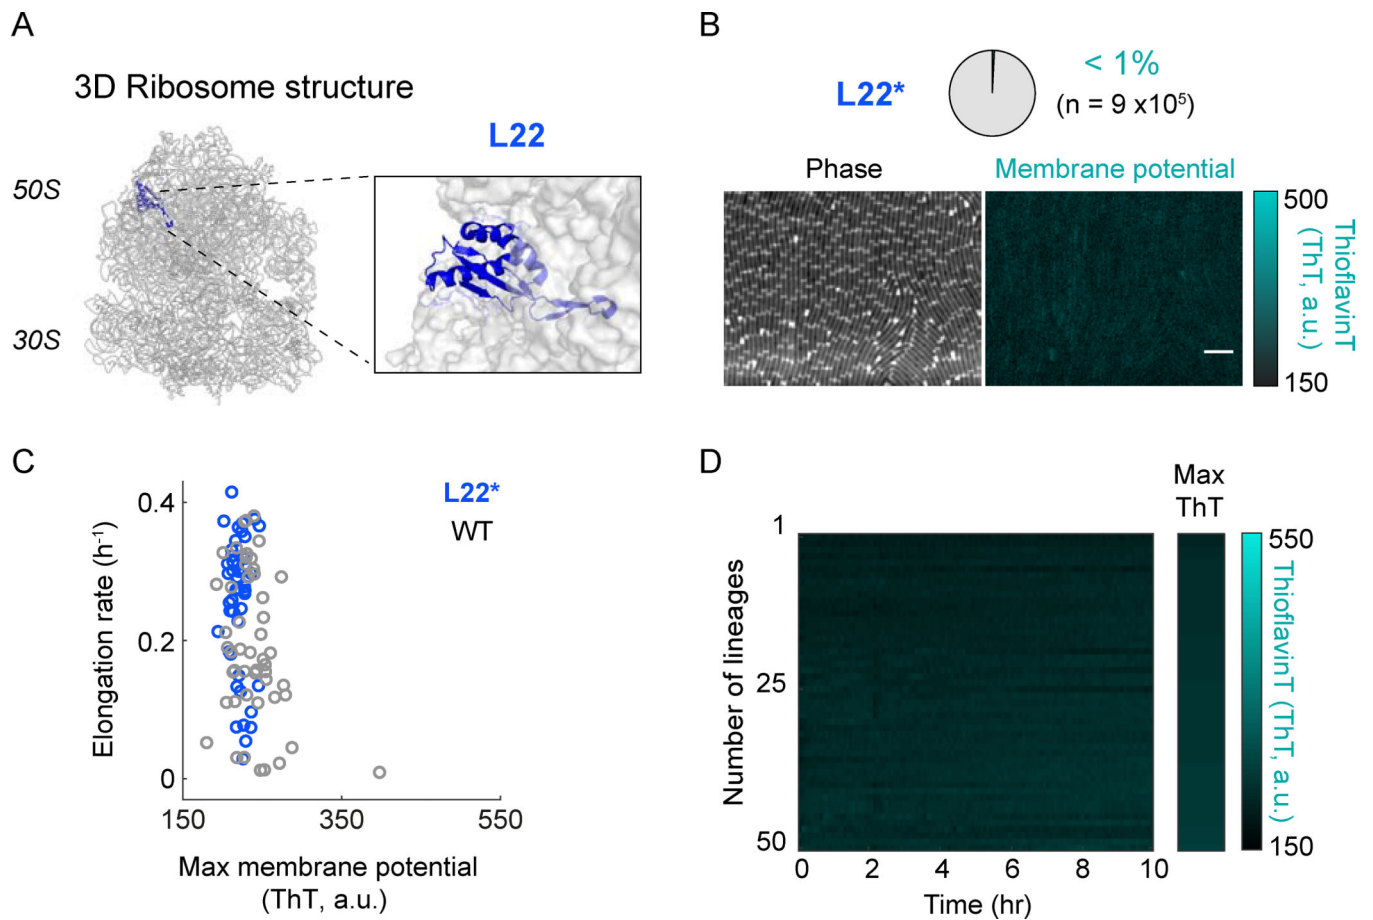 A
3D Ribosome structure
L22
50S
30S
B
L22*
< 1%
(n = 9 x10⁵)
Phase
Membrane potential
500
150
ThioflavinT
(ThT, a.u.)
C
L22*
WT
0.4
0.2
0
Elongation rate (h⁻¹)
150
350
550
Max membrane potential
(ThT, a.u.)
D
Max
ThT
1
25
50
Number of lineages
0
2
4
6
8
10
Time (hr)
550
150
ThioflavinT (ThT, a.u.)